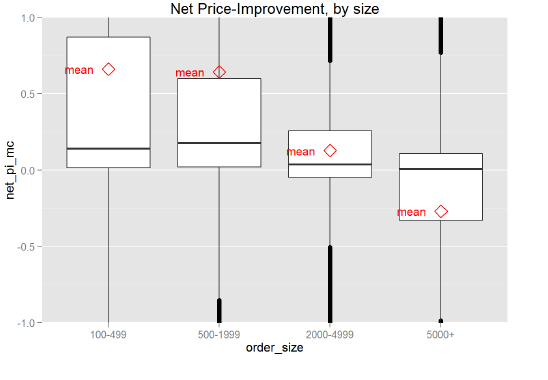 Net Price-Improvement, by size
net_pi_mc
1.0
0.5
0.0
-0.5
-1.0
mean
mean
mean
mean
100-499
500-1999
2000-4999
5000+
order_size